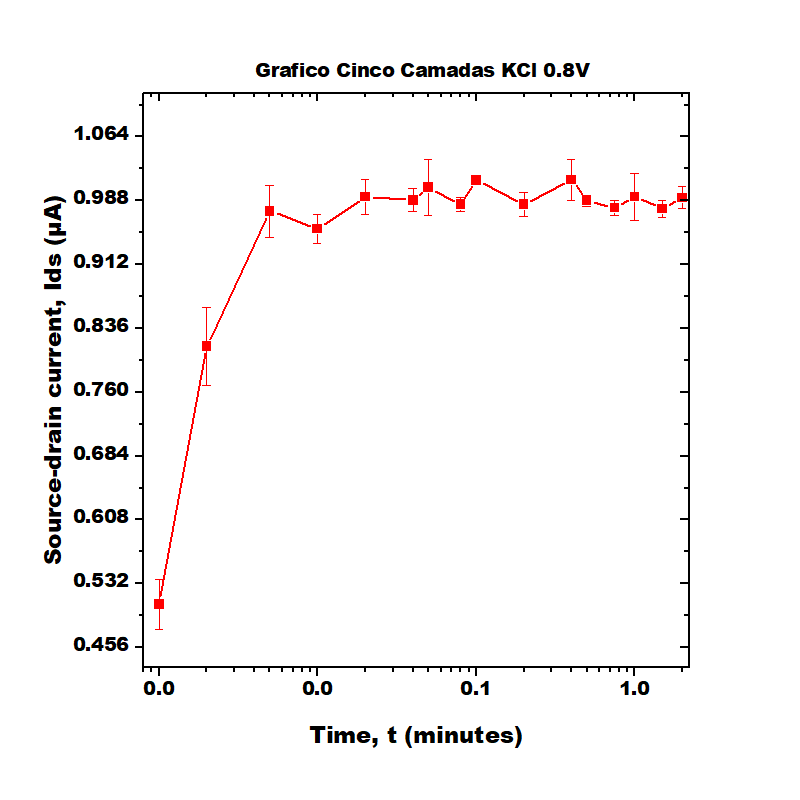 Grafico Cinco Camadas KCl 0.8V
1.064
0.988
0.912
0.836
0.760
0.684
0.608
0.532
0.456
Source-drain current, Ids (μA)
0.0 0.0 0.1 1.0
Time, t (minutes)